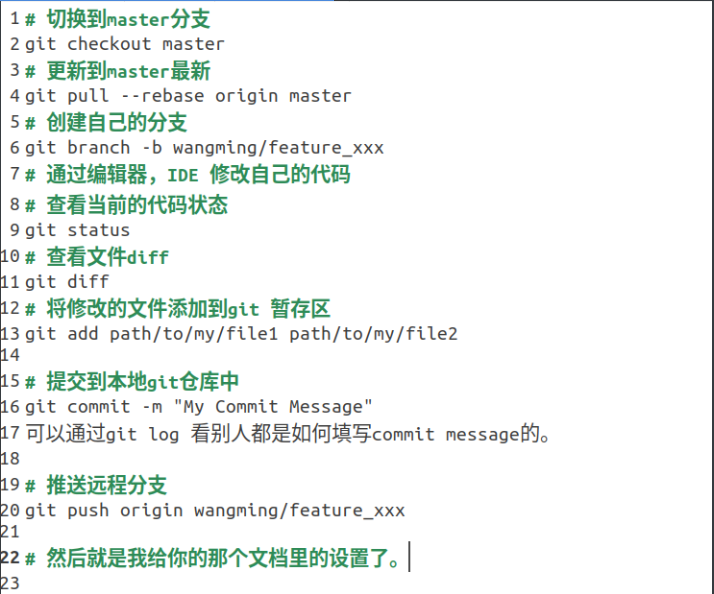 1 # 切换到master分支
2 git checkout master
3 # 更新到master最新
4 git pull --rebase origin master
5 # 创建自己的分支
6 git branch -b wangming/feature_xxx
7 # 通过编辑器，IDE 修改自己的代码
8 # 查看当前的代码状态
9 git status
10 # 查看文件diff
11 git diff
12 # 将修改的文件添加到git 暂存区
13 git add path/to/my/file1 path/to/my/file2
14
15 # 提交到本地git仓库中
16 git commit -m "My Commit Message"
17 可以通过git log 看别人都是如何填写commit message的。
18
19 # 推送远程分支
20 git push origin wangming/feature_xxx
21
22 # 然后就是我给你的那个文档里的设置了。
23